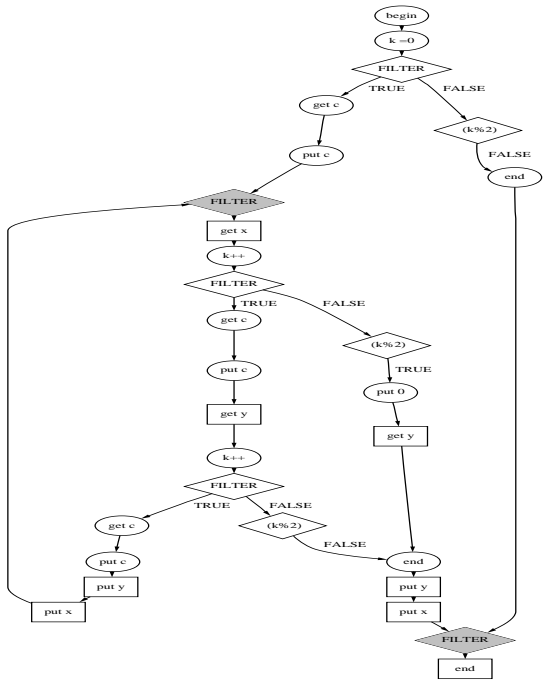 begin
k =0
FILTER
TRUE
FALSE
get c
(k%2)
FALSE
put c
end
FILTER
get x
k++
FILTER
TRUE
FALSE
get c
(k%2)
TRUE
put c
put 0
get y
get y
k++
FILTER
TRUE
FALSE
get c
(k%2)
FALSE
put c
end
put y
put y
put x
put x
FILTER
end